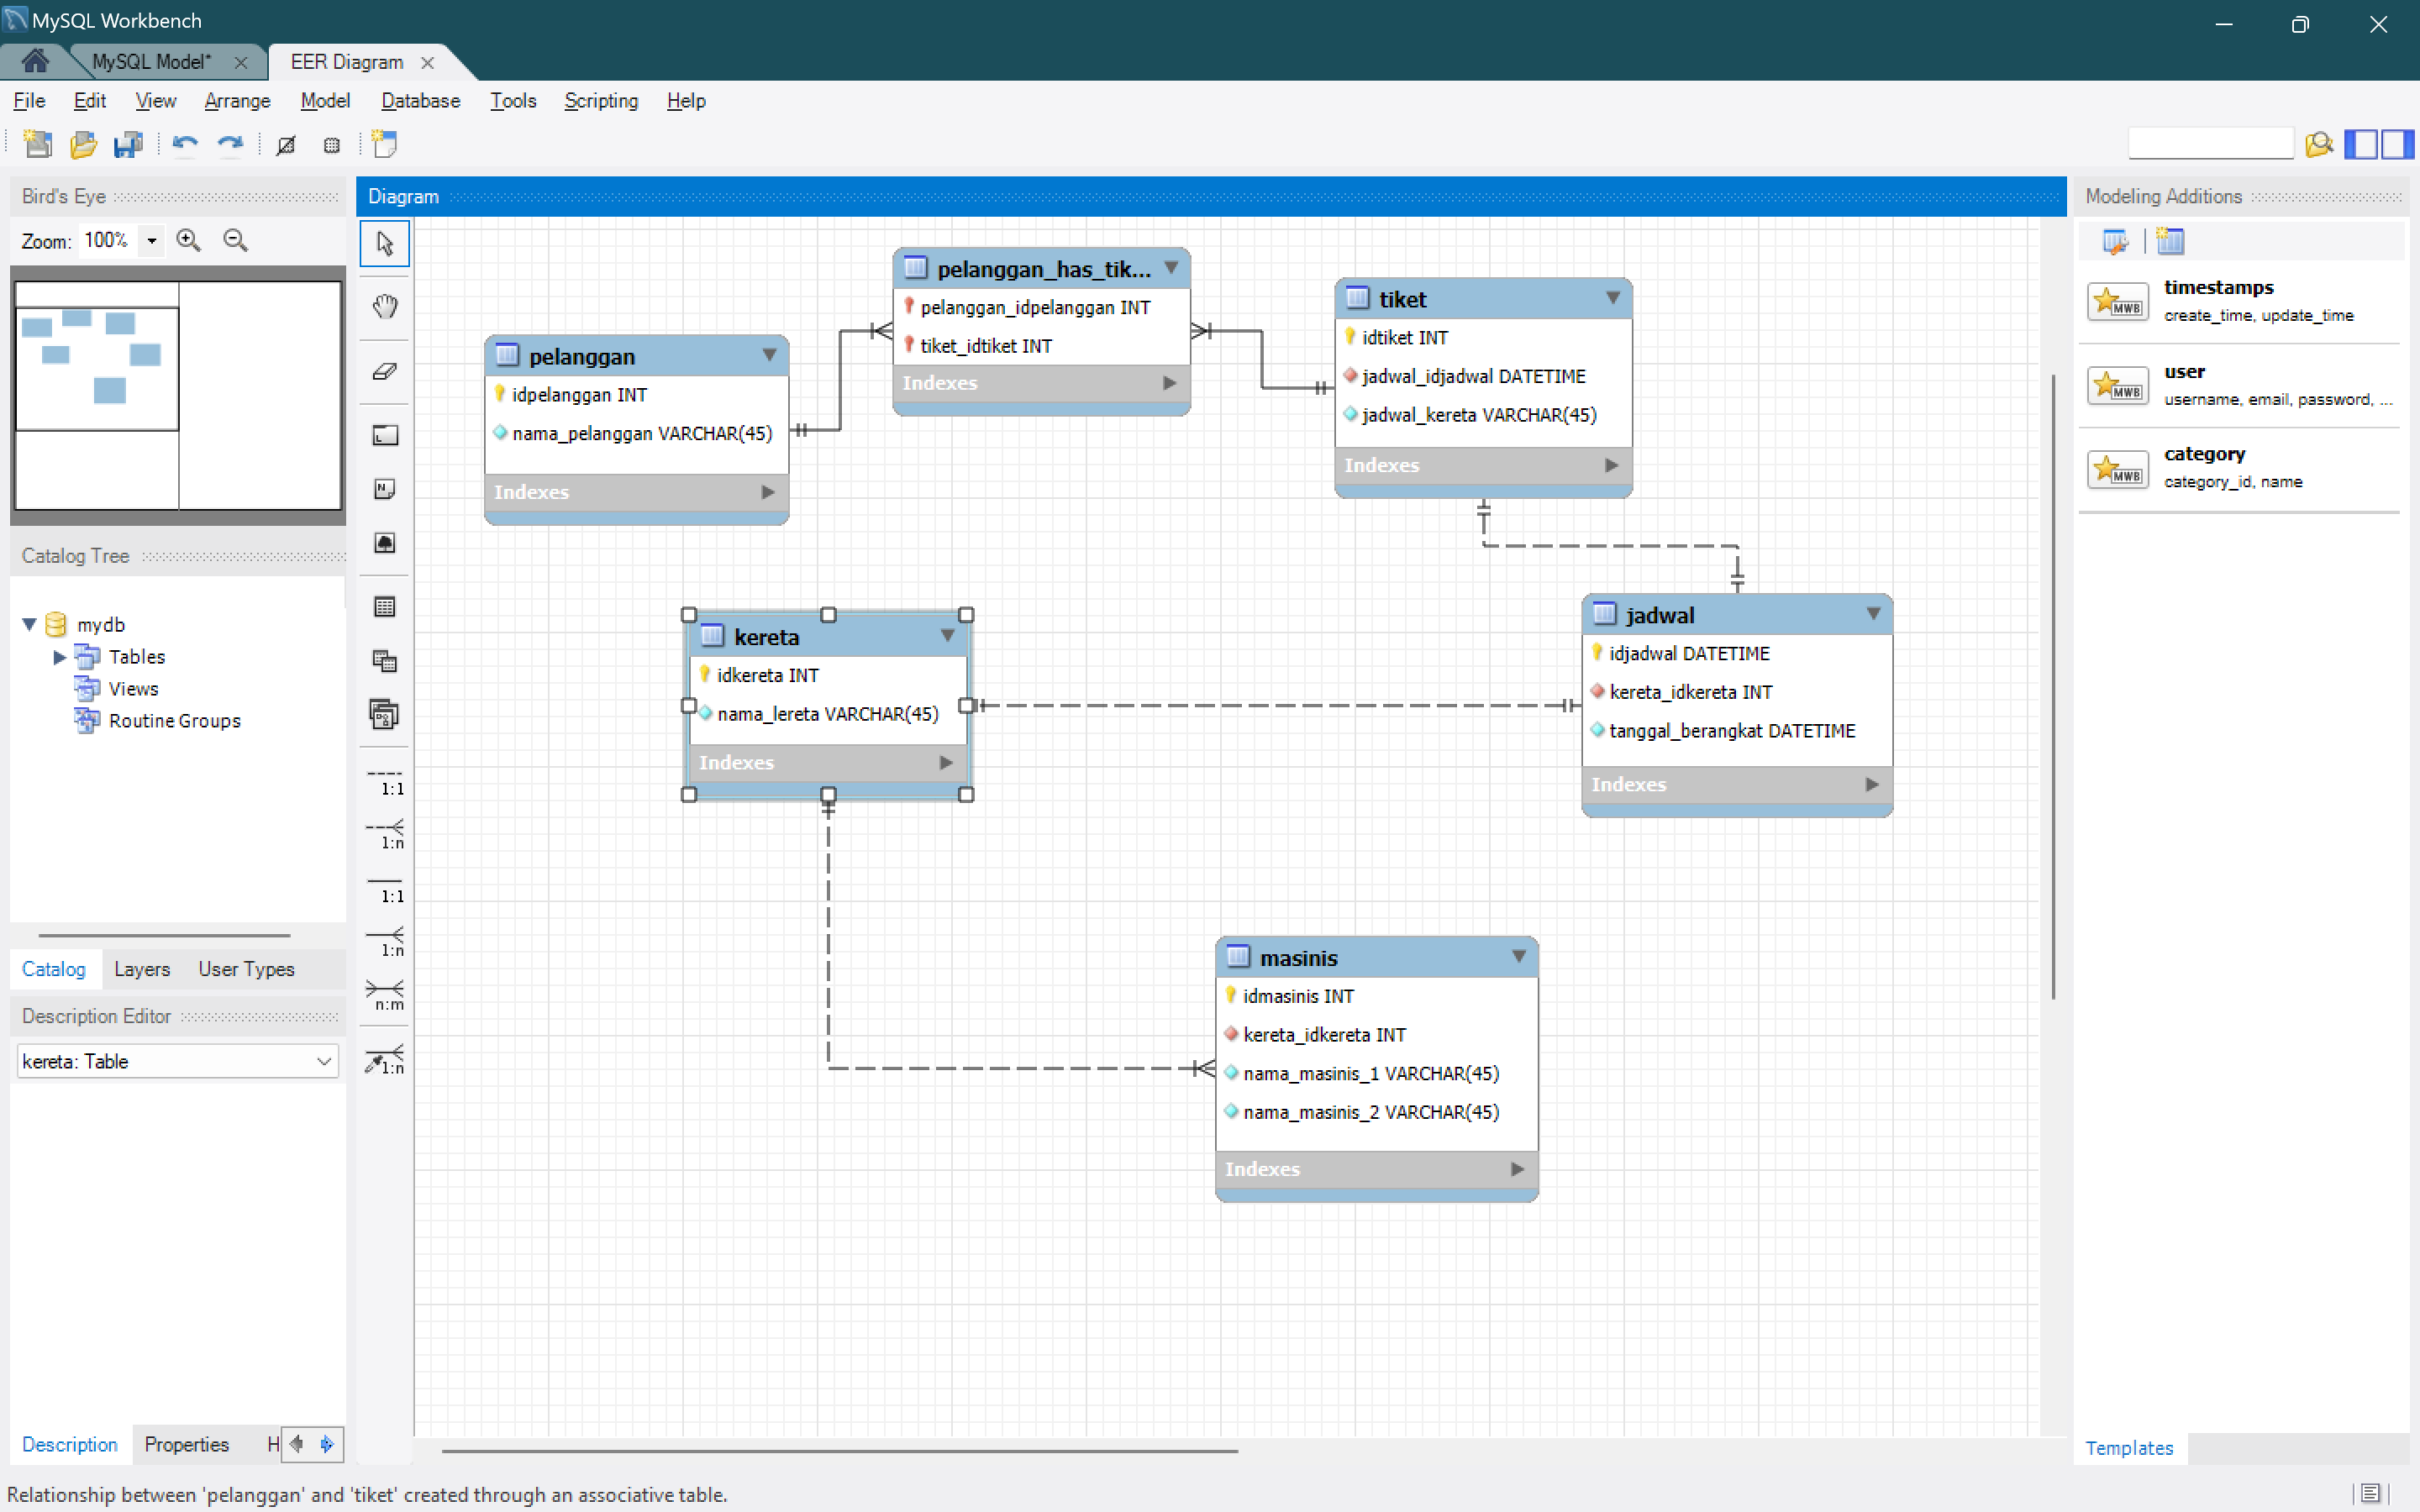 MySQL Workbench
MySQL Model*
EER Diagram
File Edit View Arrange Model Database Tools Scripting Help
Bird's Eye
Zoom: 100%
Catalog Tree
mydb
Tables
Views
Routine Groups
Catalog Layers User Types
Description Editor
kereta: Table
Description Properties H
Diagram
1:1
1:n
1:1
1:n
n:m
1:n
pelanggan
idpelanggan INT
nama_pelanggan VARCHAR(45)
Indexes
pelanggan_has_tik...
pelanggan_idpelanggan INT
tiket_idtiket INT
Indexes
tiket
idtiket INT
jadwal_idjadwal DATETIME
jadwal_kereta VARCHAR(45)
Indexes
kereta
idkereta INT
nama_lereta VARCHAR(45)
Indexes
jadwal
idjadwal DATETIME
kereta_idkereta INT
tanggal_berangkat DATETIME
Indexes
masinis
idmasinis INT
kereta_idkereta INT
nama_masinis_1 VARCHAR(45)
nama_masinis_2 VARCHAR(45)
Indexes
Modeling Additions
MWB
timestamps
create_time, update_time
MWB
user
username, email, password, ...
MWB
category
category_id, name
Templates
Relationship between 'pelanggan' and 'tiket' created through an associative table.